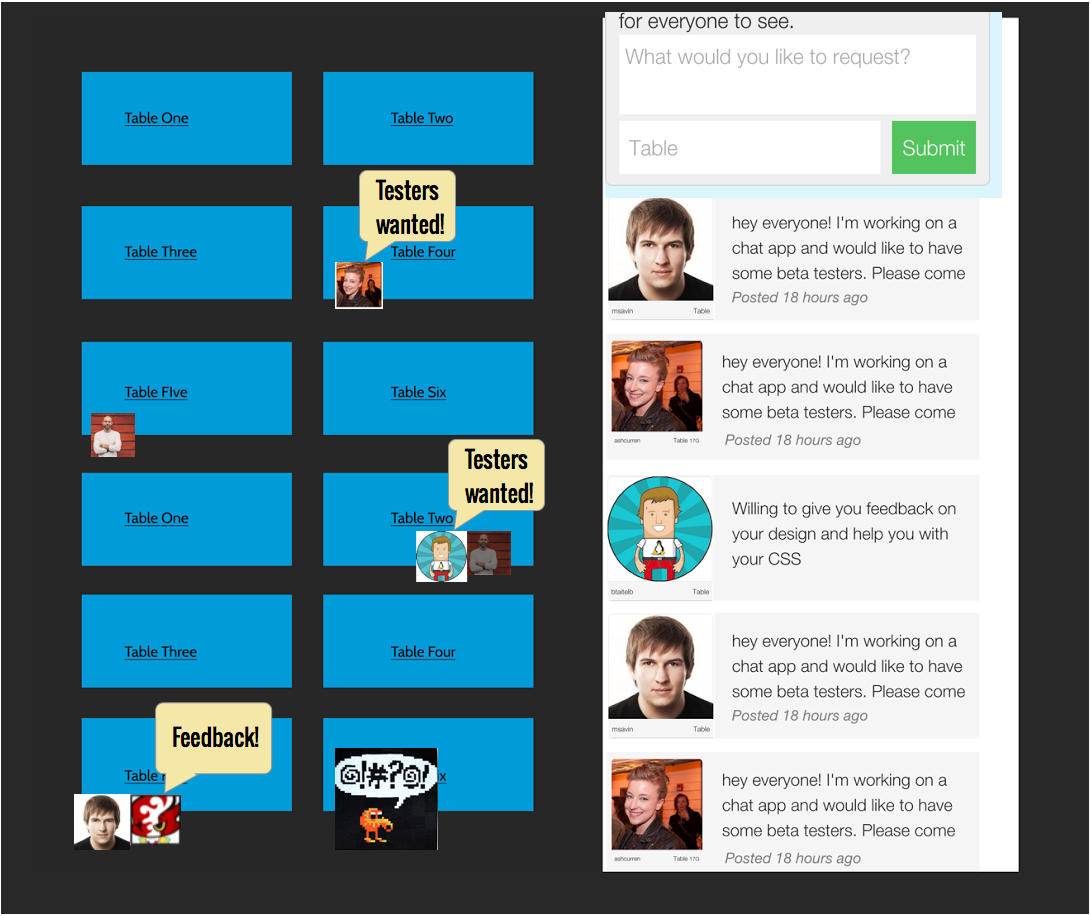 Table One
Table Two
Testers
wanted!
Table Three
Table Four
Table FIve
Table Six
Testers
wanted!
Table One
Table Two
Table Three
Table Four
Feedback!
Table
@!#?@!
for everyone to see.
What would you like to request?
Table
Submit
hey everyone! I'm working on a
chat app and would like to have
some beta testers. Please come
Posted 18 hours ago
msavin Table
hey everyone! I'm working on a
chat app and would like to have
some beta testers. Please come
Posted 18 hours ago
ashcurren Table 17G
Willing to give you feedback on
your design and help you with
your CSS
btaitelb Table
hey everyone! I'm working on a
chat app and would like to have
some beta testers. Please come
Posted 18 hours ago
msavin Table
hey everyone! I'm working on a
chat app and would like to have
some beta testers. Please come
Posted 18 hours ago
ashcurren Table 17G